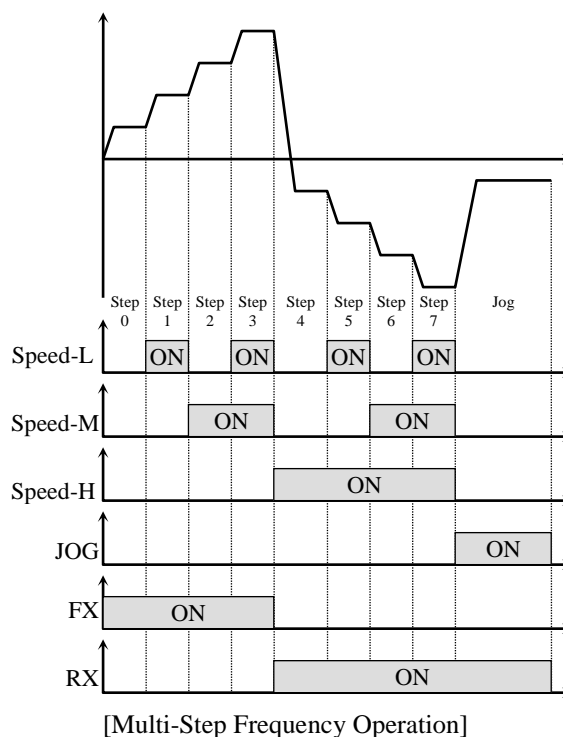 Step Step Step Step Step Step Step Step Jog
0 1 2 3 4 5 6 7
Speed-L ON ON ON ON
Speed-M ON ON
Speed-H ON
JOG ON
FX ON
RX ON
[Multi-Step Frequency Operation]